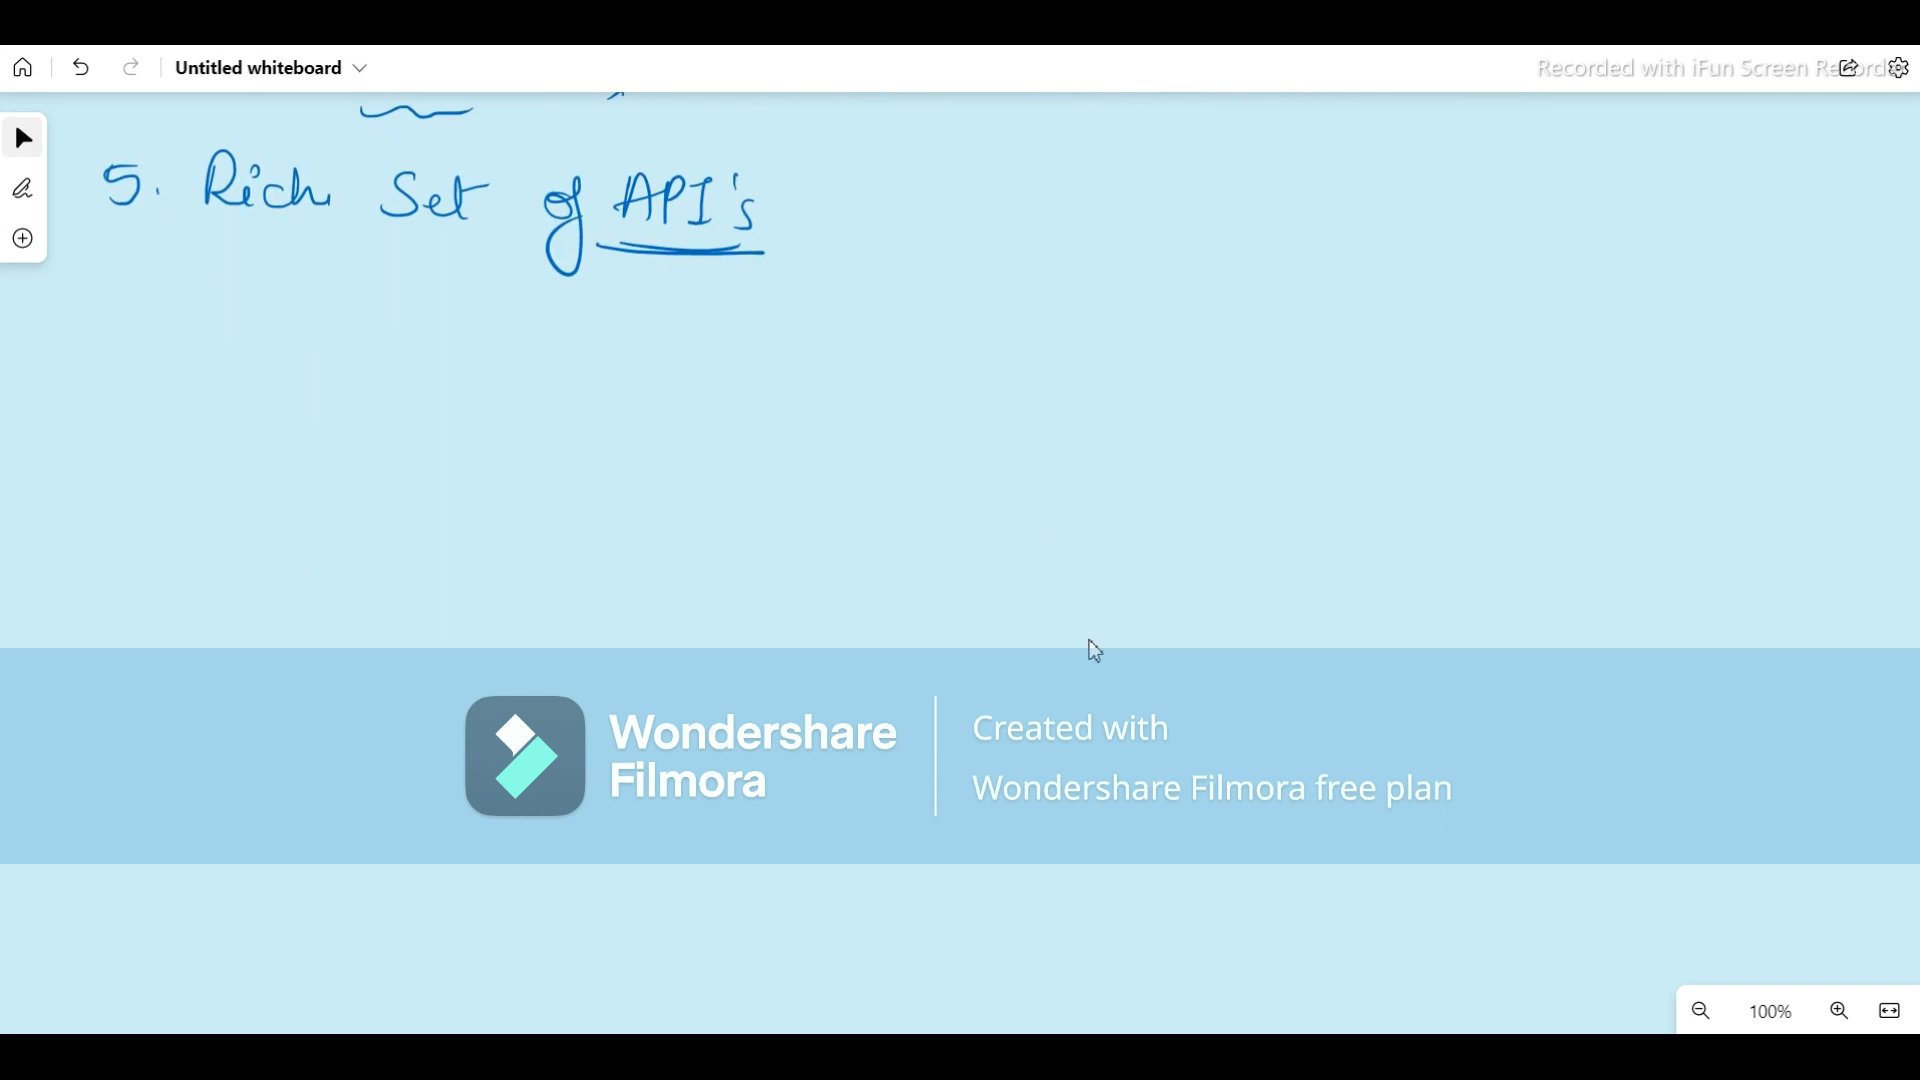 Untitled whiteboard
Recorded with iFun Screen Recorder
5. Rich Set of API's
Wondershare
Filmora
Created with
Wondershare Filmora free plan
100%